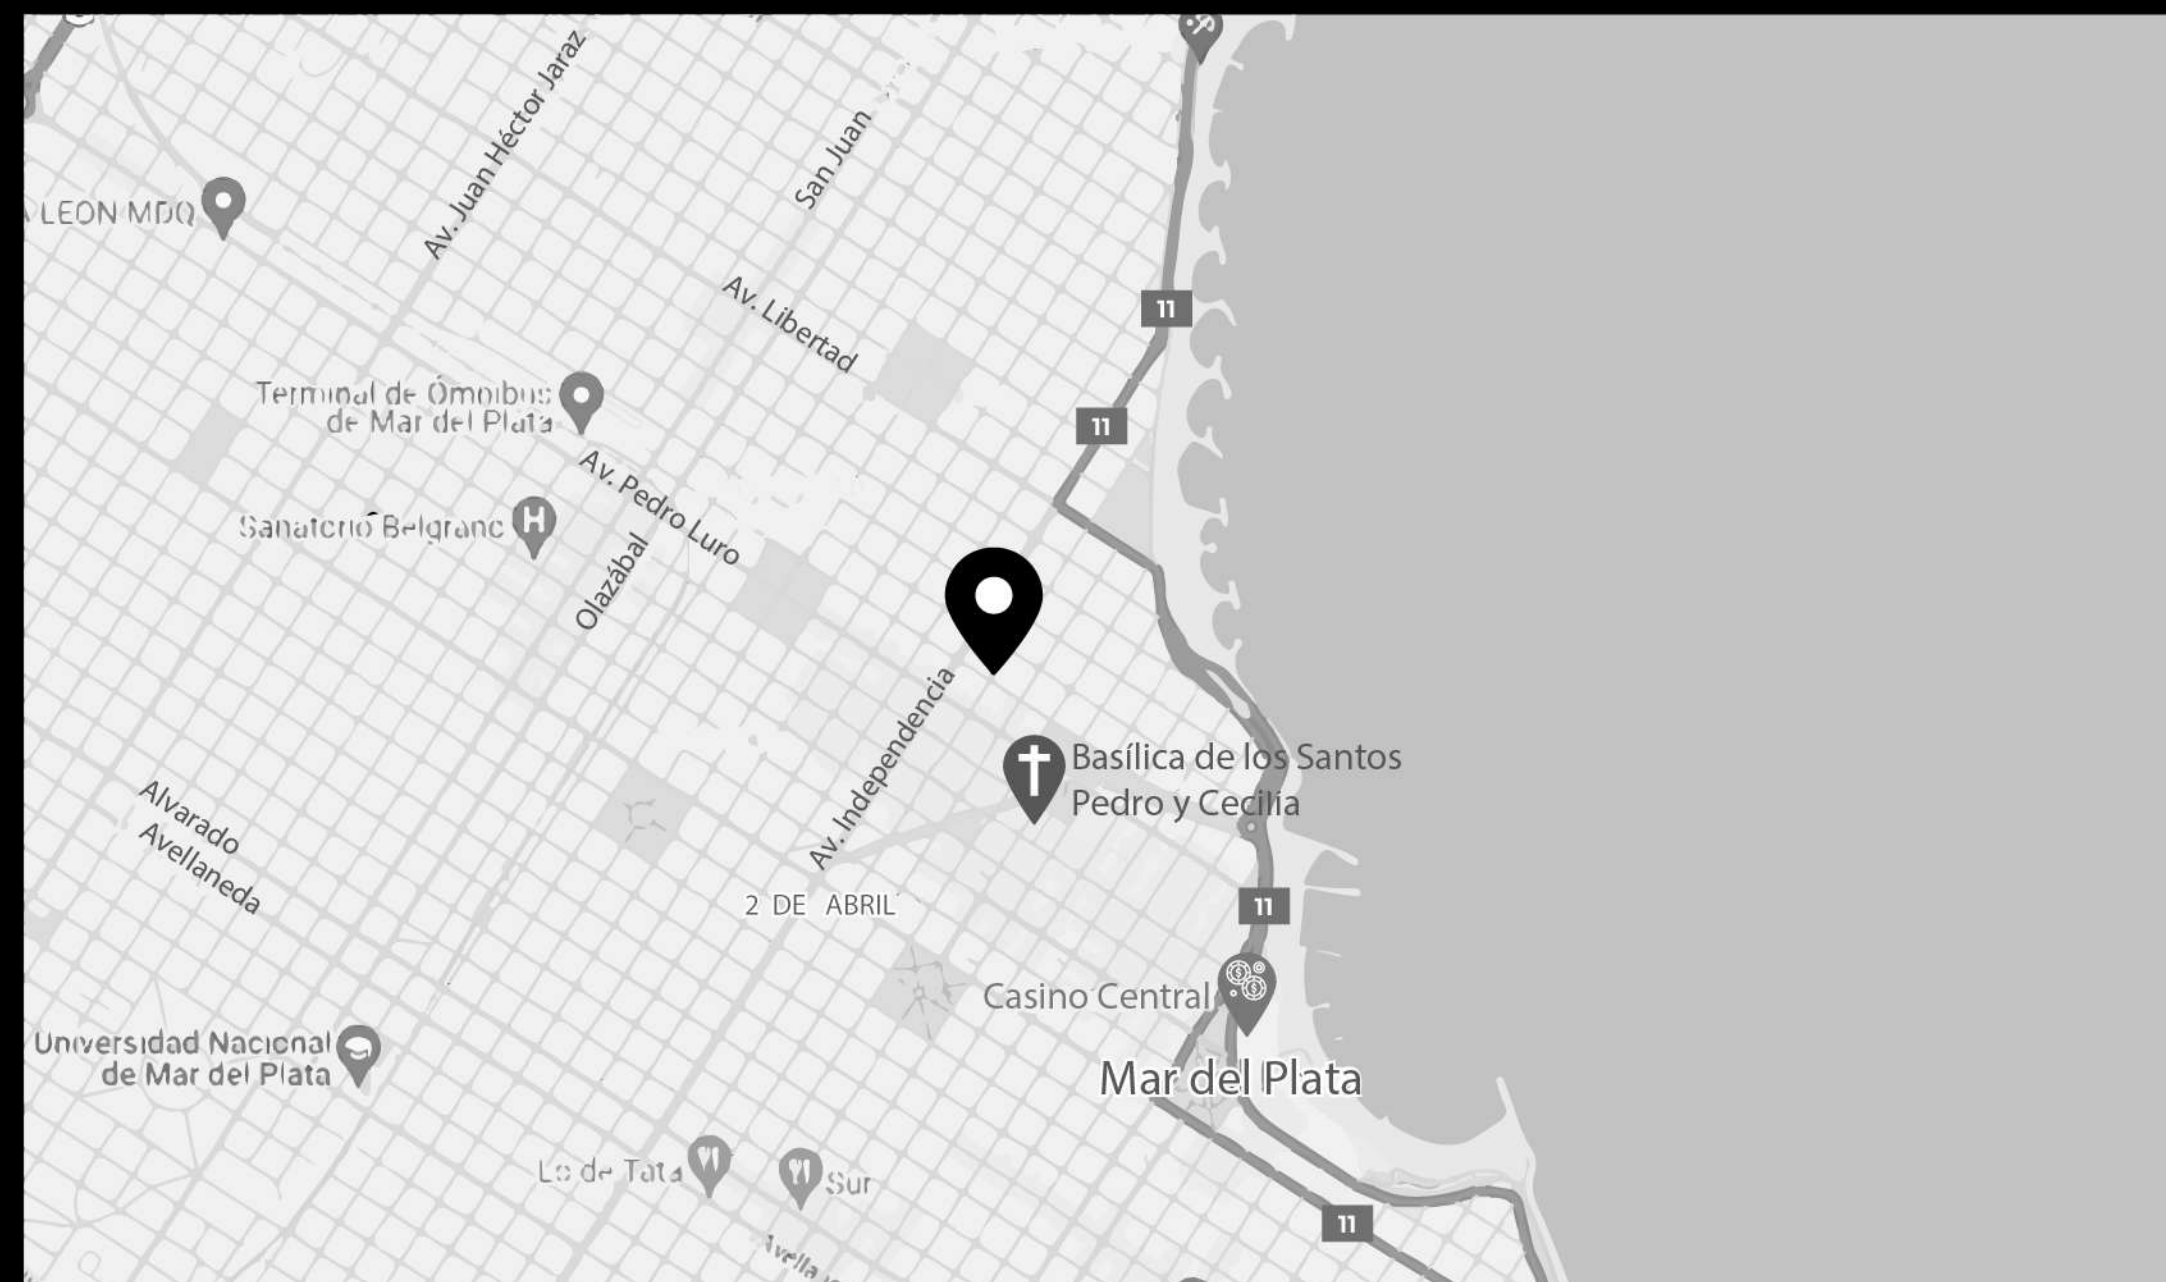 Av. Juan Héctor Jaraz
San Juan
LEON MDQ
Av. Libertad
11
Terminal de Ómnibus
de Mar del Plata
11
Av. Pedro Luro
Sanatorio Belgrano
Olazábal
Av. Independencia
Basílica de los Santos
Pedro y Cecilia
Alvarado
Avellaneda
2 DE ABRIL
11
Casino Central
Universidad Nacional
de Mar del Plata
Mar del Plata
Lo de Tata
Sur
11